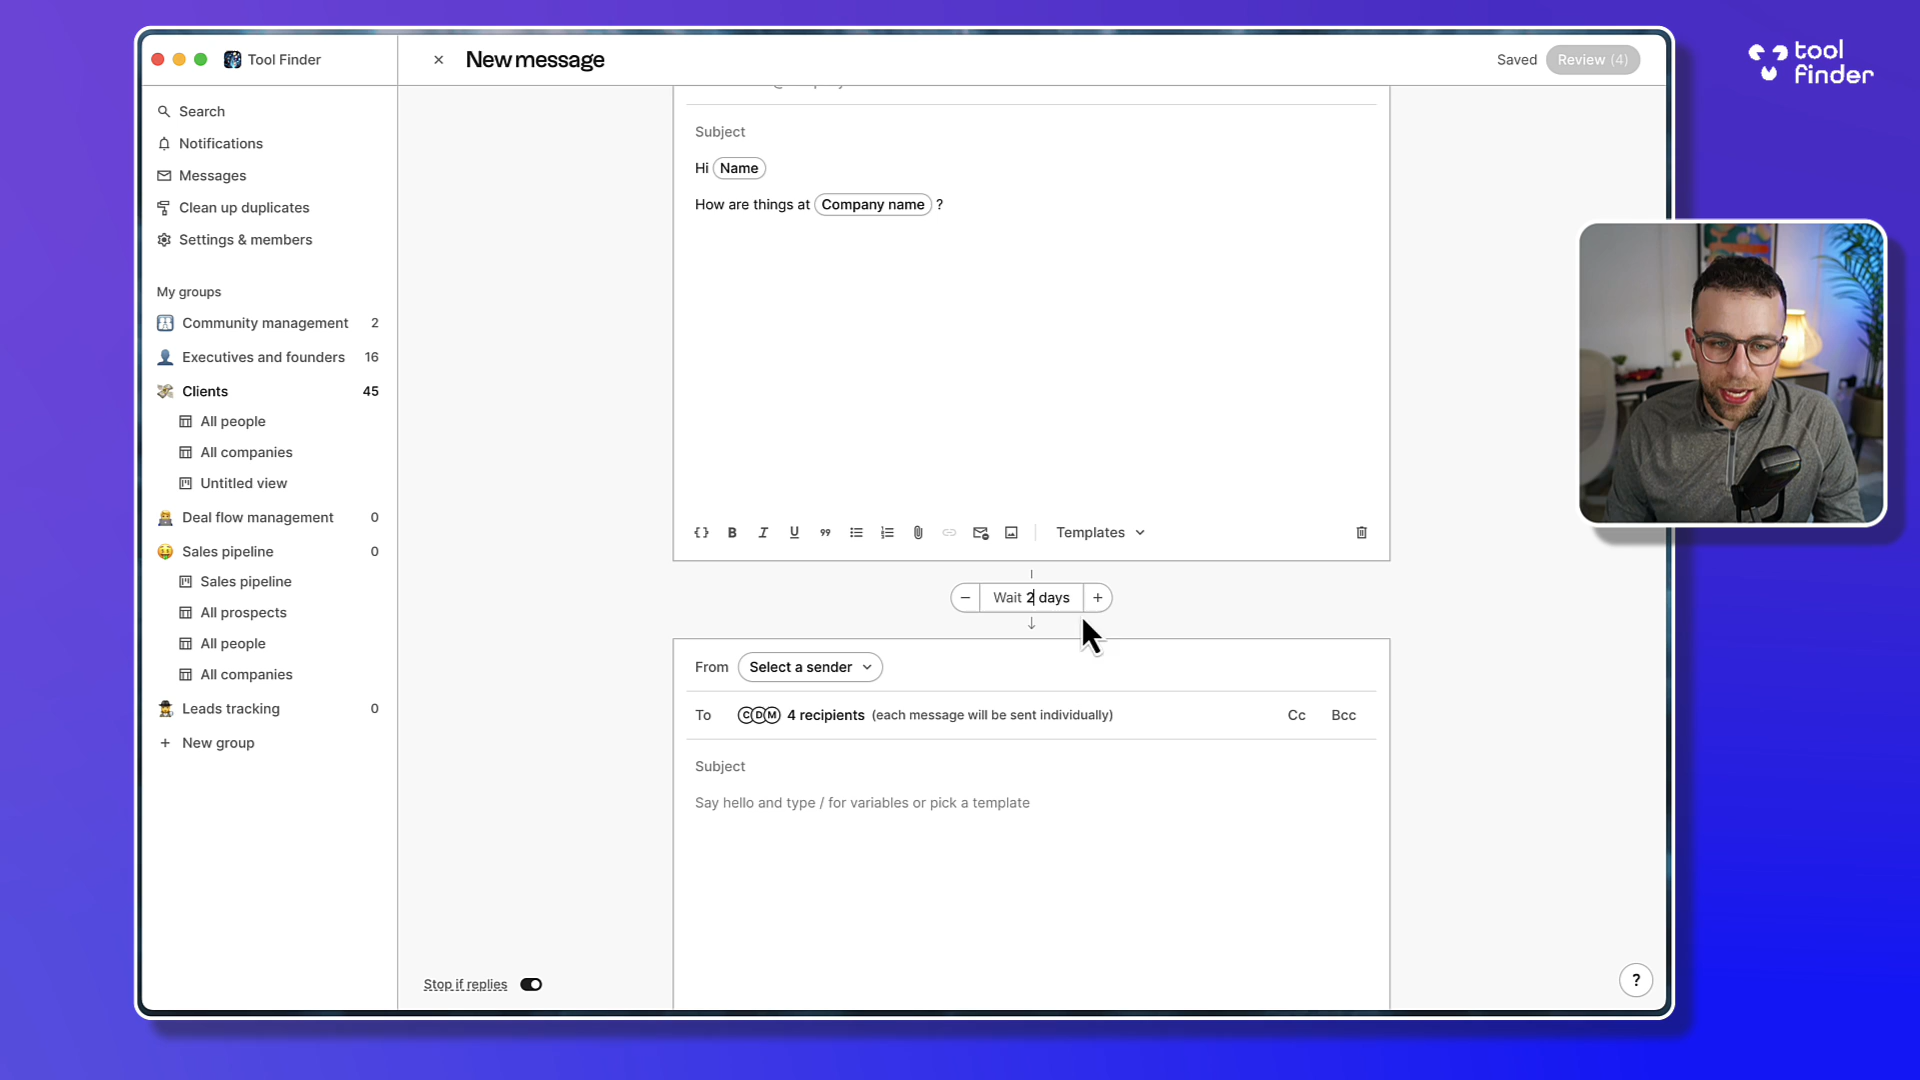 Tool Finder
New message
Saved
Review (4)
tool
finder
Search
Notifications
Messages
Clean up duplicates
Settings & members
My groups
Community management 2
Executives and founders 16
Clients 45
All people
All companies
Untitled view
Deal flow management 0
Sales pipeline 0
Sales pipeline
All prospects
All people
All companies
Leads tracking 0
+ New group
Subject
Hi Name
How are things at Company name ?
Templates
Wait 2 days
From Select a sender
To CDM 4 recipients (each message will be sent individually) Cc Bcc
Subject
Say hello and type / for variables or pick a template
Stop if replies
?